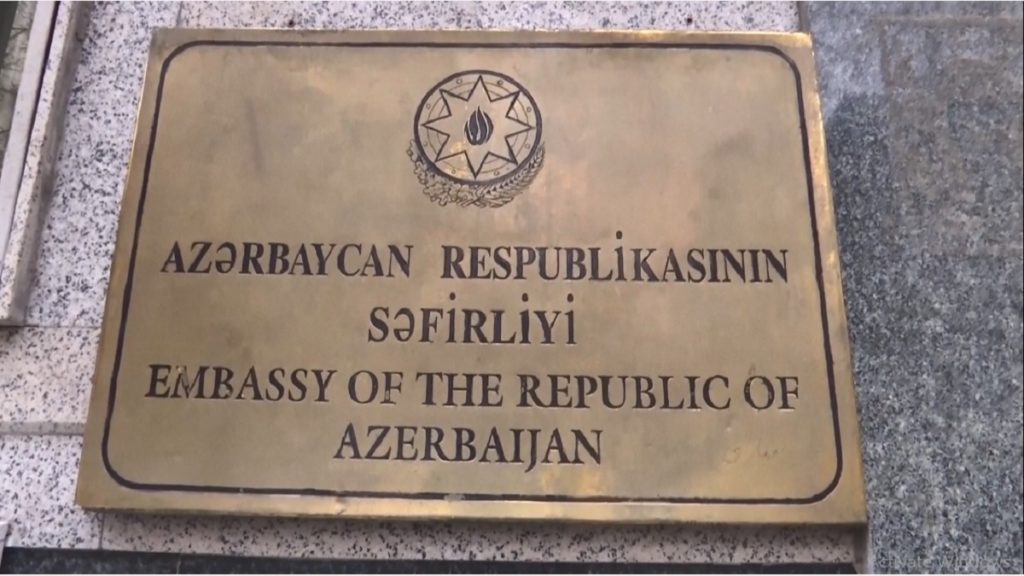 AZƏRBAYCAN RESPUBLİKASININ
SƏFİRLİYİ
EMBASSY OF THE REPUBLIC OF
AZERBAIJAN